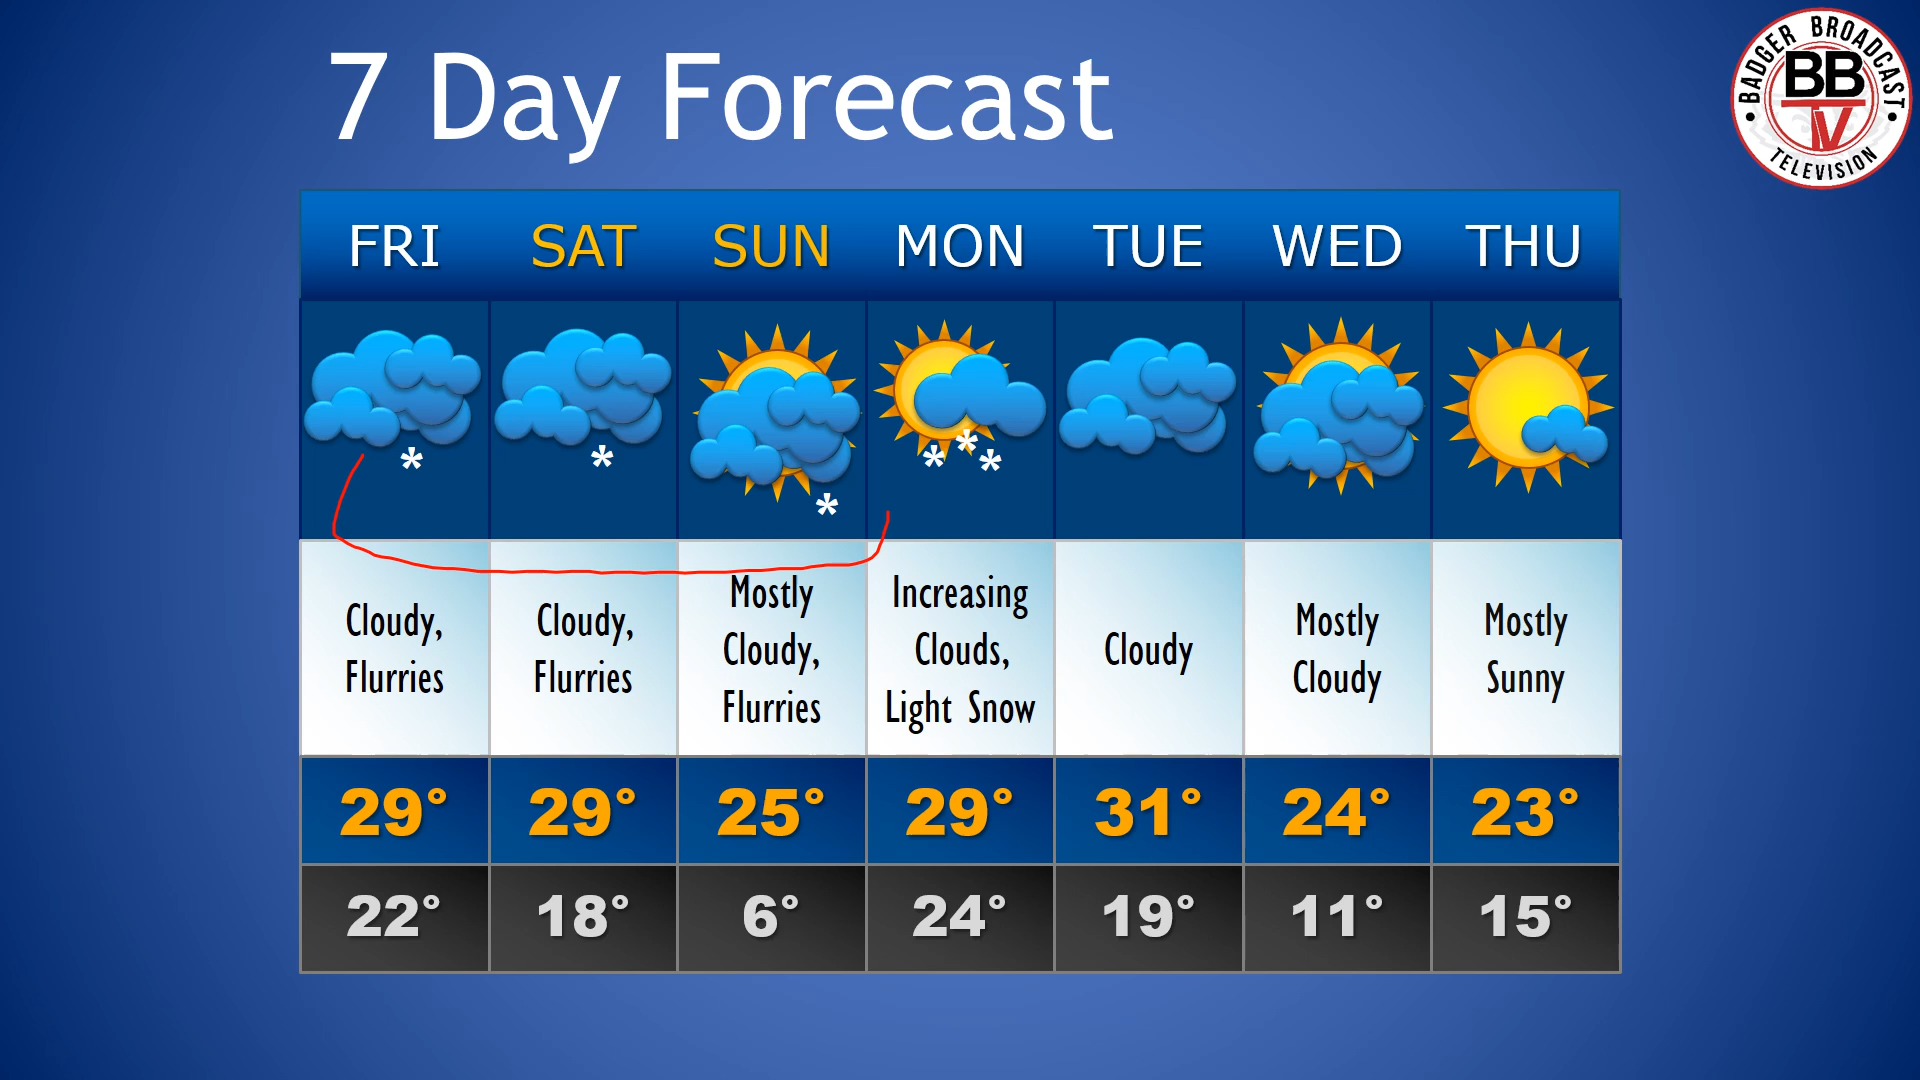 7 Day Forecast
BADGER BROADCAST
BB
TV
TELEVISION
FRI SAT SUN MON TUE WED THU
Cloudy, Flurries
Cloudy, Flurries
Mostly Cloudy, Flurries
Increasing Clouds, Light Snow
Cloudy
Mostly Cloudy
Mostly Sunny
29° 29° 25° 29° 31° 24° 23°
22° 18° 6° 24° 19° 11° 15°